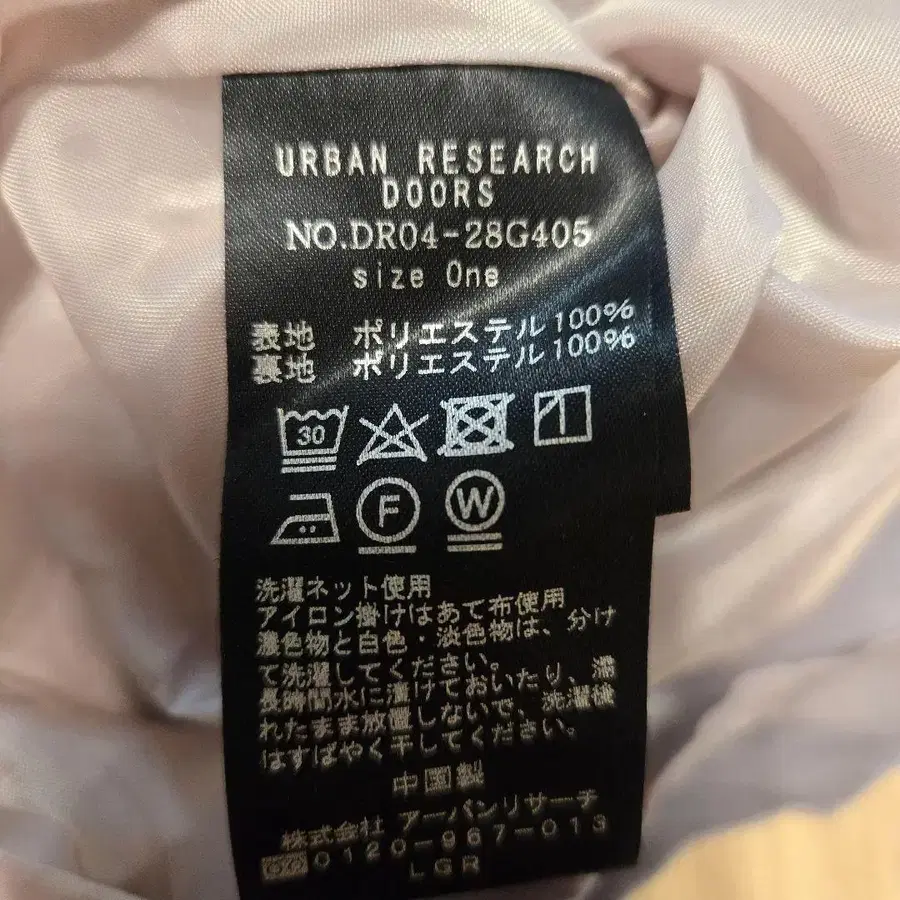 URBAN RESEARCH
DOORS
NO.DR04-28G405
size One
表地 ポリエステル100%
裏地 ポリエステル100%
30
F
W
洗濯ネット使用
アイロン掛けはあて布使用
濃色物と白色・淡色物は、分け
て洗濯してください。
長時間水に漬けておいたり、濡
れたまま放置しないで、洗濯後
はすばやく干してください。
中国製
株式会社 アーバンリサーチ
0120-967-013
LGR